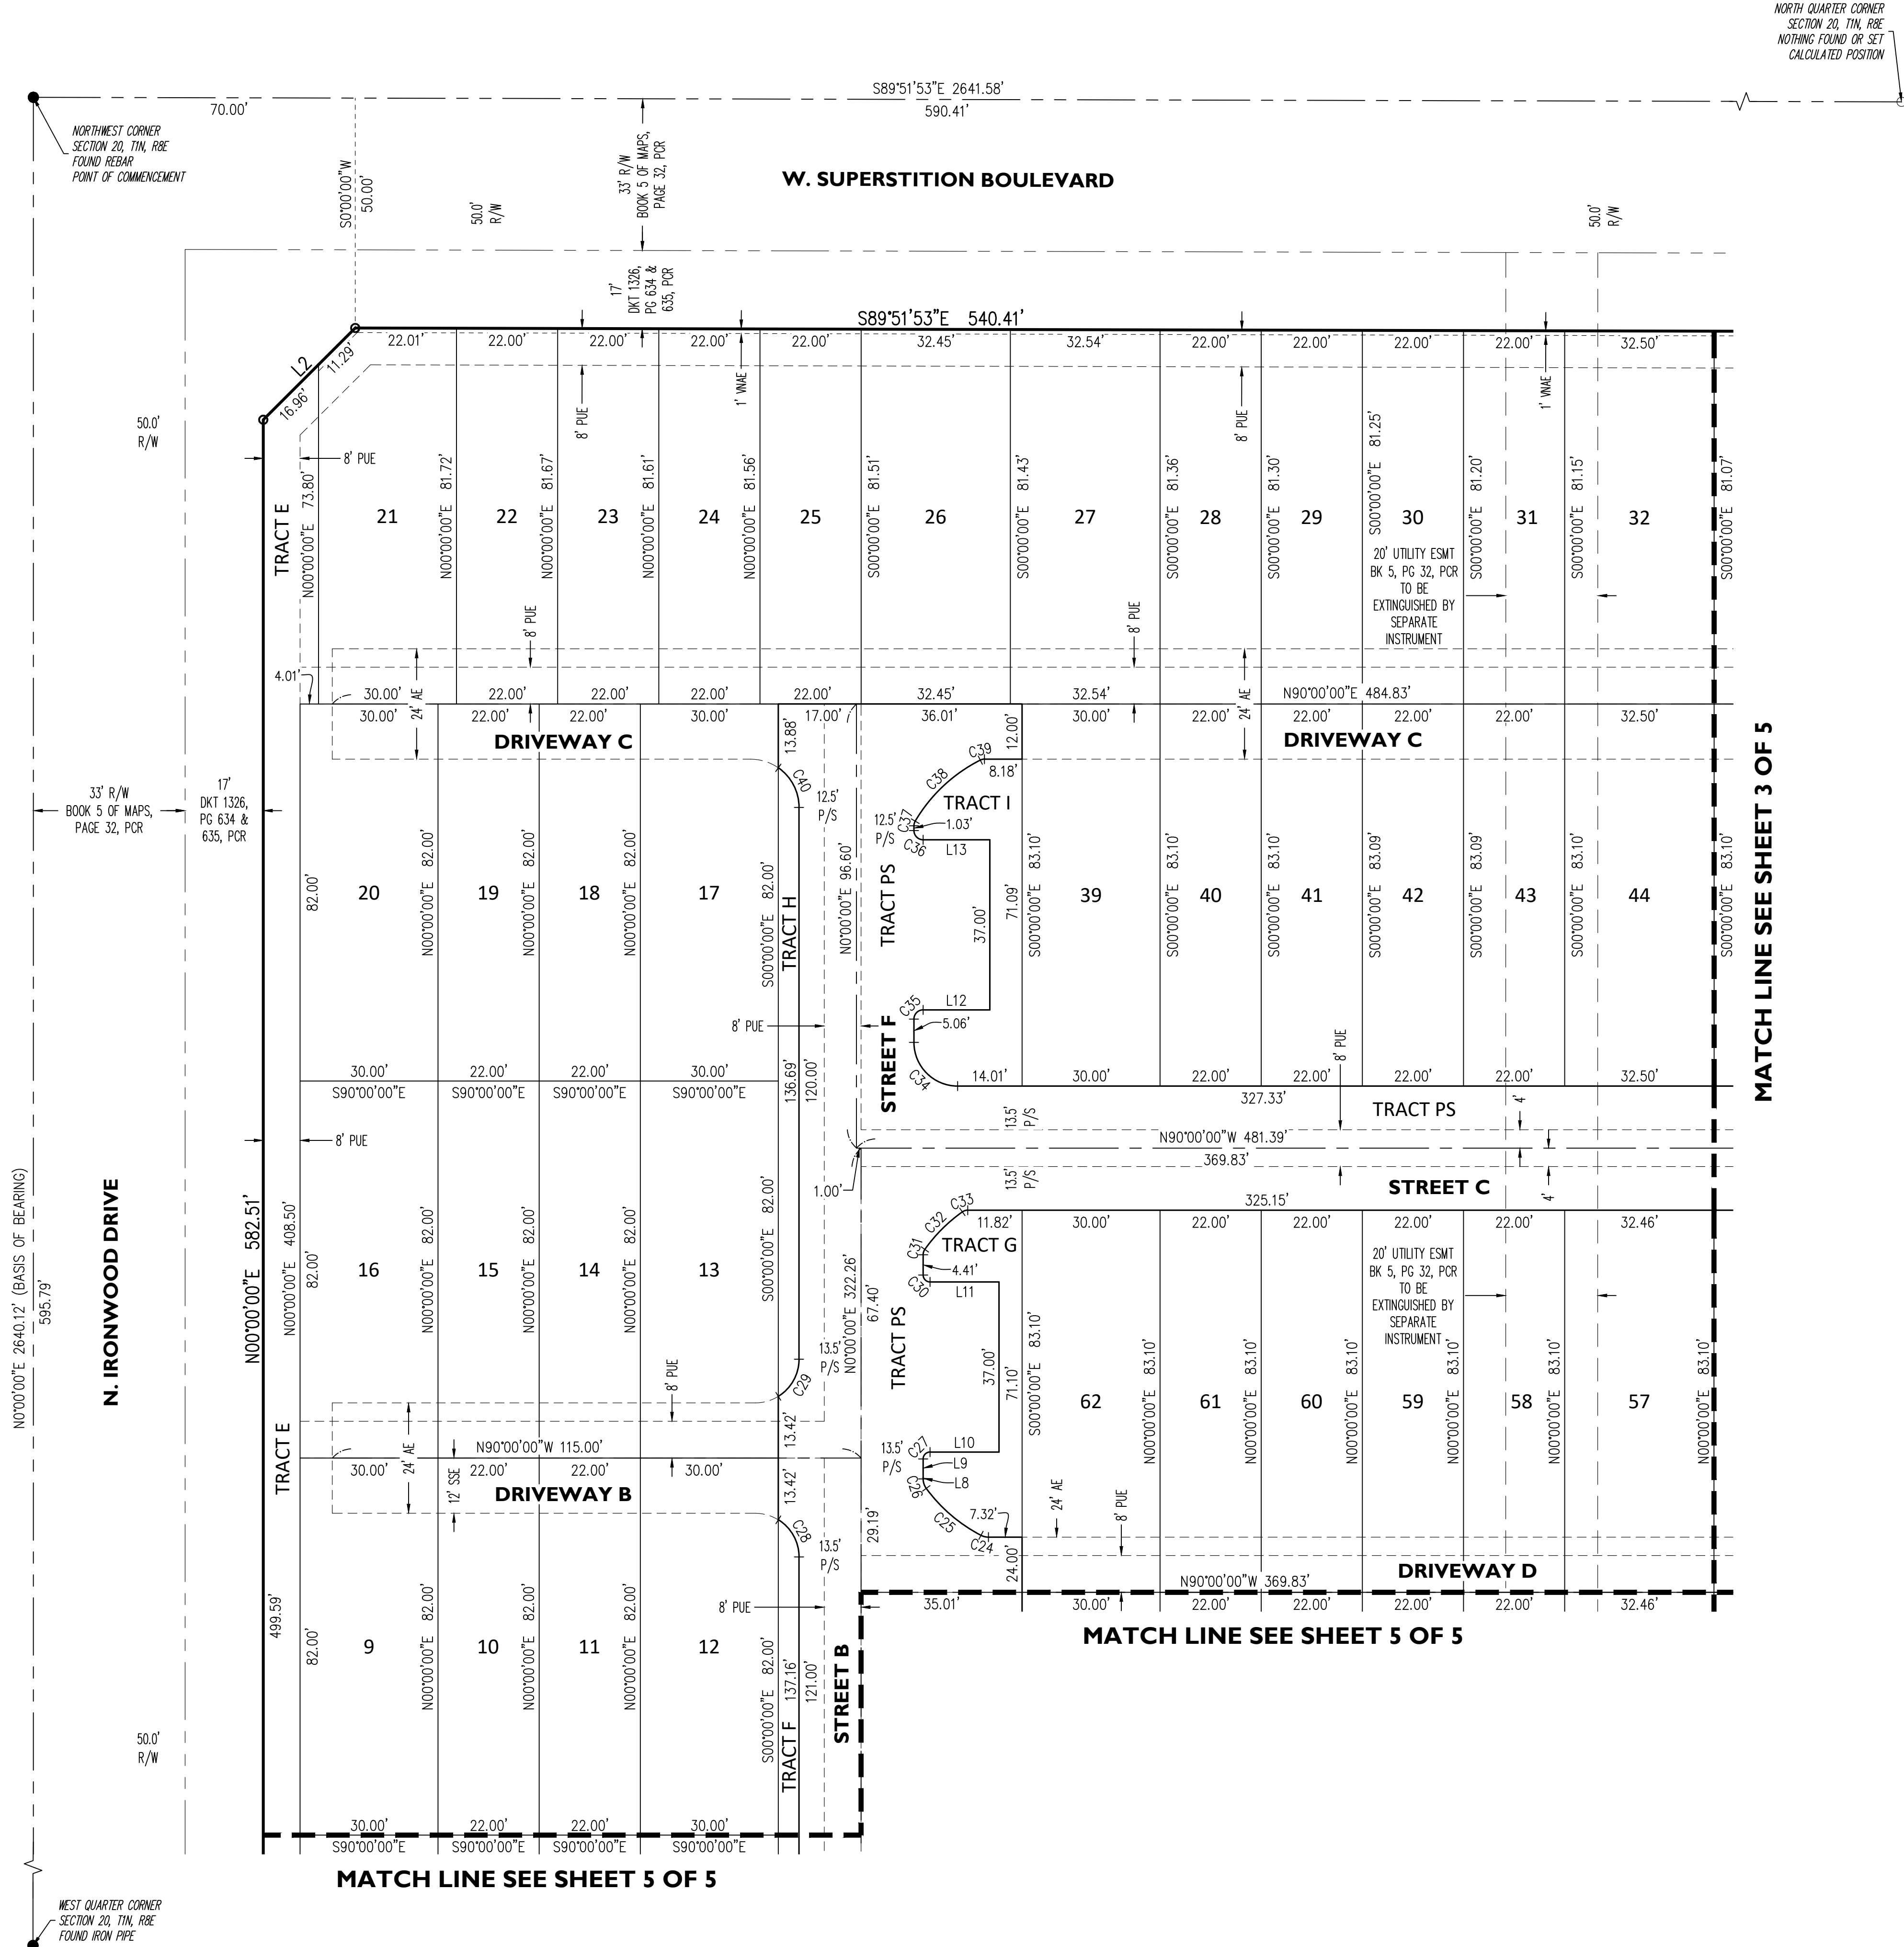 NORTH QUARTER CORNER
SECTION 20, T1N, R8E
NOTHING FOUND OR SET
CALCULATED POSITION
S89°51'53"E 2641.58'
70.00'
590.41'
NORTHWEST CORNER
SECTION 20, T1N, R8E
FOUND REBAR
POINT OF COMMENCEMENT
S0°00'00"W
50.00'
33' R/W
BOOK 5 OF MAPS,
PAGE 32, PCR
W. SUPERSTITION BOULEVARD
50.0'
R/W
50.0'
R/W
17'
DKT 1326,
PG 634 &
635, PCR
S89°51'53"E 540.41'
22.01'
22.00'
22.00'
22.00'
22.00'
32.45'
32.54'
22.00'
22.00'
22.00'
22.00'
32.50'
L2
11.29'
16.96'
8' PUE
1' VNAE
8' PUE
1' VNAE
50.0'
R/W
8' PUE
TRACT E
N00°00'00"E 73.80'
21
N00°00'00"E 81.72'
22
N00°00'00"E 81.67'
23
N00°00'00"E 81.61'
24
N00°00'00"E 81.56'
25
S00°00'00"E 81.51'
26
S00°00'00"E 81.43'
27
S00°00'00"E 81.36'
28
S00°00'00"E 81.30'
29
S00°00'00"E 81.25'
30
S00°00'00"E 81.20'
31
S00°00'00"E 81.15'
32
S00°00'00"E 81.07'
20' UTILITY ESMT
BK 5, PG 32, PCR
TO BE
EXTINGUISHED BY
SEPARATE
INSTRUMENT
8' PUE
8' PUE
4.01'
30.00'
24' AE
22.00'
22.00'
22.00'
22.00'
32.45'
32.54'
24' AE
N90°00'00"E 484.83'
30.00'
22.00'
22.00'
30.00'
17.00'
36.01'
30.00'
22.00'
22.00'
22.00'
22.00'
32.50'
DRIVEWAY C
13.88'
12.00'
DRIVEWAY C
C40
12.5'
P/S
C39
8.18'
C38
TRACT I
C37
1.03'
12.5'
P/S
C36
L13
33' R/W
BOOK 5 OF MAPS,
PAGE 32, PCR
17'
DKT 1326,
PG 634 &
635, PCR
82.00'
20
N00°00'00"E 82.00'
19
N00°00'00"E 82.00'
18
N00°00'00"E 82.00'
17
S00°00'00"E 82.00'
TRACT H
N0°00'00"E 96.60'
TRACT PS
37.00'
71.09'
S00°00'00"E 83.10'
39
S00°00'00"E 83.10'
40
S00°00'00"E 83.10'
41
S00°00'00"E 83.09'
42
S00°00'00"E 83.09'
43
S00°00'00"E 83.10'
44
S00°00'00"E 83.10'
MATCH LINE SEE SHEET 3 OF 5
C35
L12
5.06'
8' PUE
STREET F
C34
14.01'
30.00'
22.00'
22.00'
22.00'
22.00'
32.50'
8' PUE
327.33'
30.00'
22.00'
22.00'
30.00'
S90°00'00"E
S90°00'00"E
S90°00'00"E
S90°00'00"E
136.69'
120.00'
TRACT PS
4'
13.5'
P/S
N90°00'00"W 481.39'
369.83'
8' PUE
13.5'
P/S
1.00'
STREET C
4'
325.15'
C33
11.82'
30.00'
22.00'
22.00'
22.00'
22.00'
32.46'
C32
C31
TRACT G
4.41'
C30
L11
N0°00'00"E 2640.12' (BASIS OF BEARING)
595.79'
N. IRONWOOD DRIVE
N00°00'00"E 582.51'
N00°00'00"E 408.50'
82.00'
16
N00°00'00"E 82.00'
15
N00°00'00"E 82.00'
14
N00°00'00"E 82.00'
13
S00°00'00"E 82.00'
N0°00'00"E 322.26'
67.40'
20' UTILITY ESMT
BK 5, PG 32, PCR
TO BE
EXTINGUISHED BY
SEPARATE
INSTRUMENT
TRACT PS
37.00'
71.10'
S00°00'00"E 83.10'
62
N00°00'00"E 83.10'
61
N00°00'00"E 83.10'
60
N00°00'00"E 83.10'
59
N00°00'00"E 83.10'
58
N00°00'00"E 83.10'
57
N00°00'00"E 83.10'
13.5'
P/S
C29
8' PUE
13.42'
TRACT E
N90°00'00"W 115.00'
24' AE
30.00'
12' SSE
22.00'
22.00'
30.00'
13.42'
DRIVEWAY B
C28
13.5'
P/S
13.5'
P/S
C27
L10
L9
L8
C26
C25
C24
7.32'
24' AE
8' PUE
29.19'
24.00'
DRIVEWAY D
N90°00'00"W 369.83'
35.01'
30.00'
22.00'
22.00'
22.00'
22.00'
32.46'
MATCH LINE SEE SHEET 5 OF 5
8' PUE
499.59'
82.00'
9
N00°00'00"E 82.00'
10
N00°00'00"E 82.00'
11
N00°00'00"E 82.00'
12
S00°00'00"E 82.00'
TRACT F
137.16'
121.00'
STREET B
50.0'
R/W
30.00'
22.00'
22.00'
30.00'
S90°00'00"E
S90°00'00"E
S90°00'00"E
S90°00'00"E
MATCH LINE SEE SHEET 5 OF 5
WEST QUARTER CORNER
SECTION 20, T1N, R8E
FOUND IRON PIPE